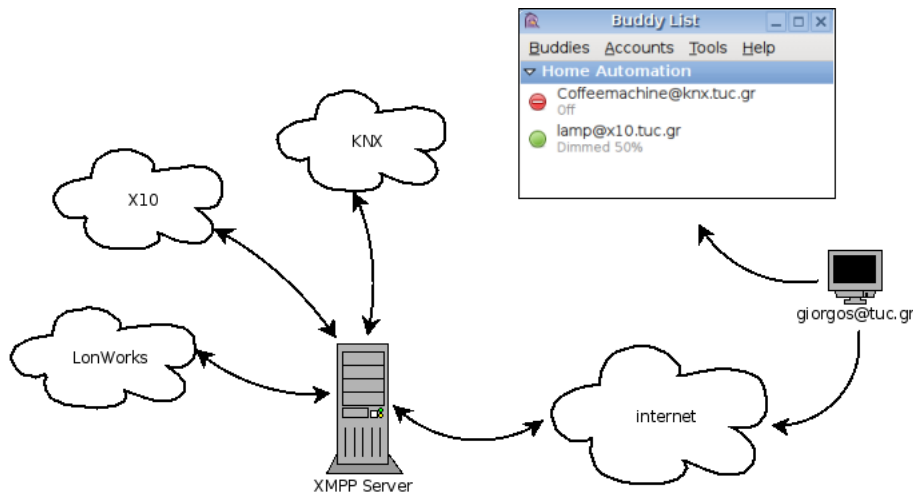 Buddy List
Buddies Accounts Tools Help
Home Automation
Coffeemachine@knx.tuc.gr
Off
lamp@x10.tuc.gr
Dimmed 50%
KNX
X10
LonWorks
XMPP Server
internet
giorgos@tuc.gr